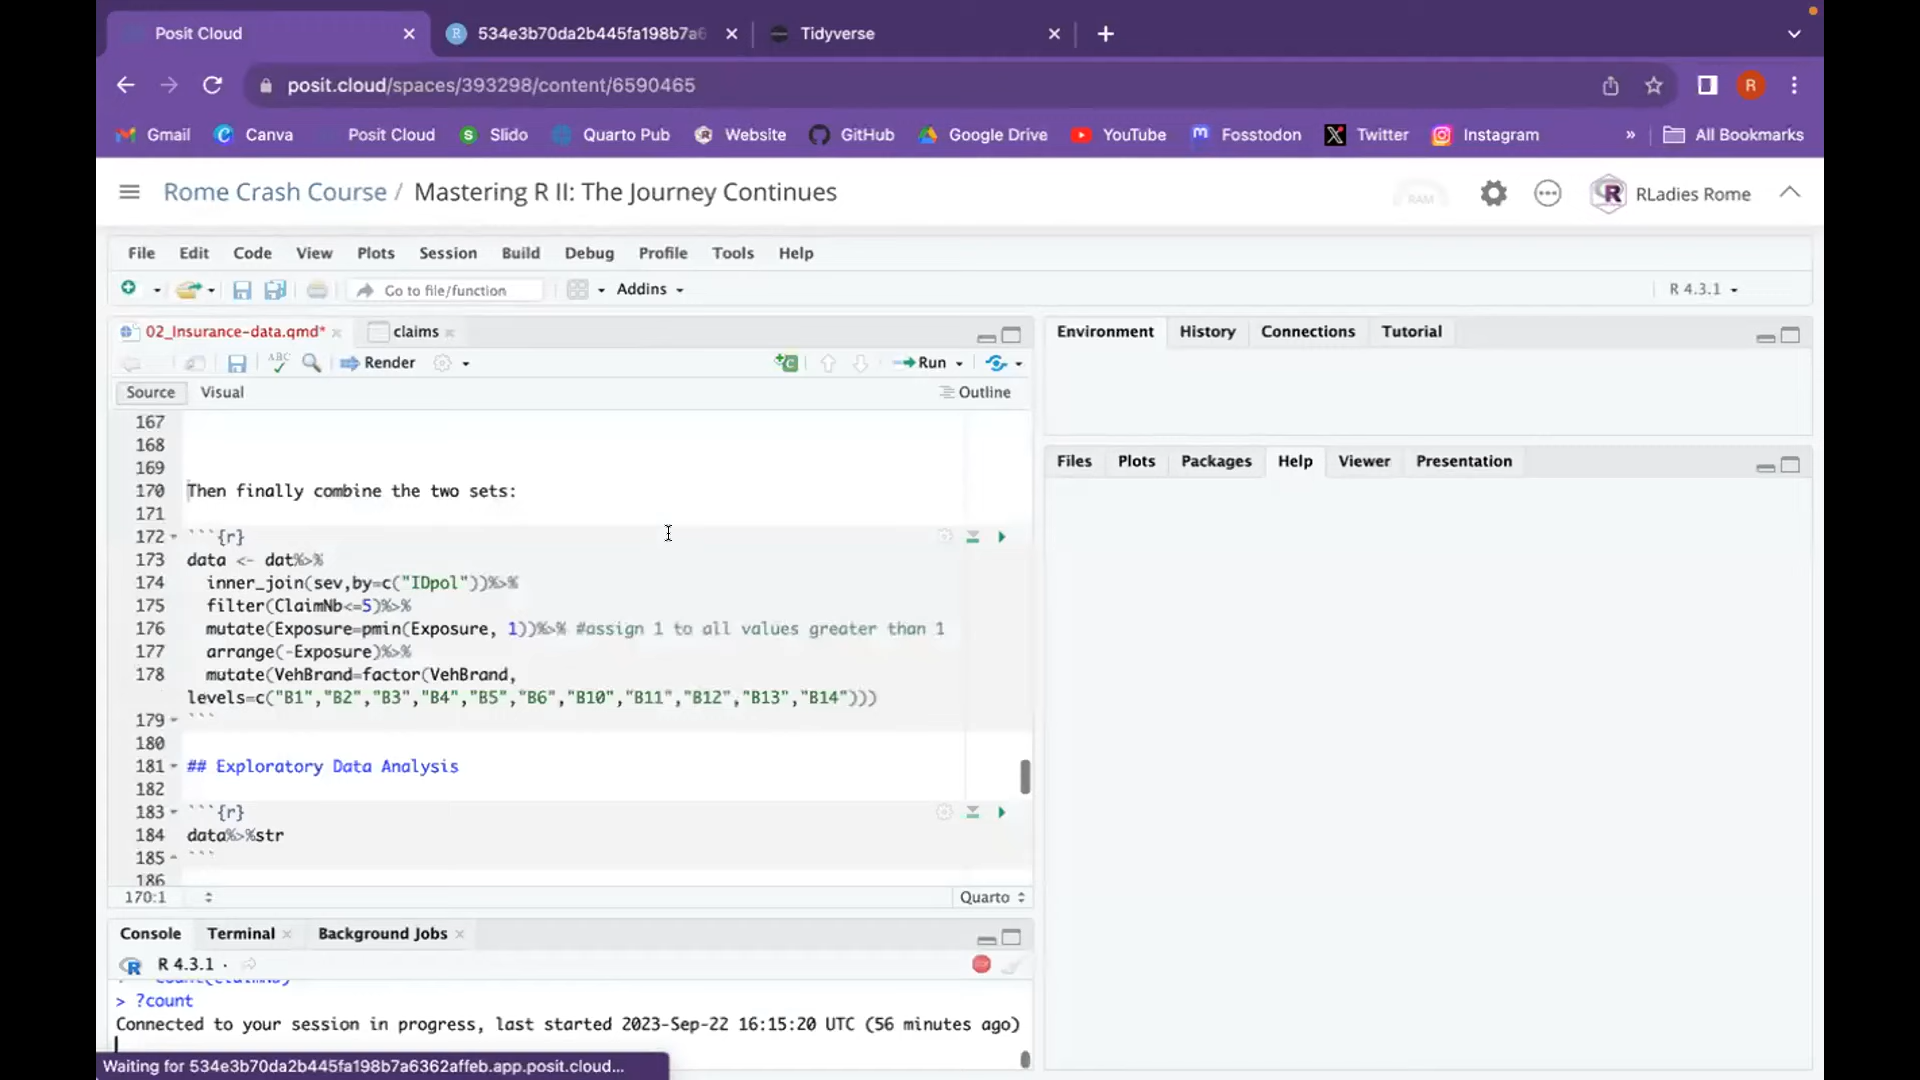 Posit Cloud
534e3b70da2b445fa198b7a6
Tidyverse
posit.cloud/spaces/393298/content/6590465
R
Gmail
Canva
Posit Cloud
Slido
Quarto Pub
Website
GitHub
Google Drive
YouTube
Fosstodon
Twitter
Instagram
»
All Bookmarks
Rome Crash Course / Mastering R II: The Journey Continues
RAM
RLadies Rome
File Edit Code View Plots Session Build Debug Profile Tools Help
Go to file/function
Addins
R 4.3.1
02_Insurance-data.qmd*
claims
ABC
Render
Run
Source
Visual
Outline
167
168
169
170 Then finally combine the two sets:
171
172 ```{r}
173 data <- dat%>%
174 inner_join(sev,by=c("IDpol"))%>%
175 filter(ClaimNb<=5)%>%
176 mutate(Exposure=pmin(Exposure, 1))%>% #assign 1 to all values greater than 1
177 arrange(-Exposure)%>%
178 mutate(VehBrand=factor(VehBrand,
levels=c("B1","B2","B3","B4","B5","B6","B10","B11","B12","B13","B14")))
179 ```
180
181 ## Exploratory Data Analysis
182
183 ```{r}
184 data%>%str
185 ```
186
170:1
Quarto
Environment History Connections Tutorial
Files Plots Packages Help Viewer Presentation
Console Terminal Background Jobs
R 4.3.1 ·
count(ClaimNb)
> ?count
Connected to your session in progress, last started 2023-Sep-22 16:15:20 UTC (56 minutes ago)
Waiting for 534e3b70da2b445fa198b7a6362affeb.app.posit.cloud...